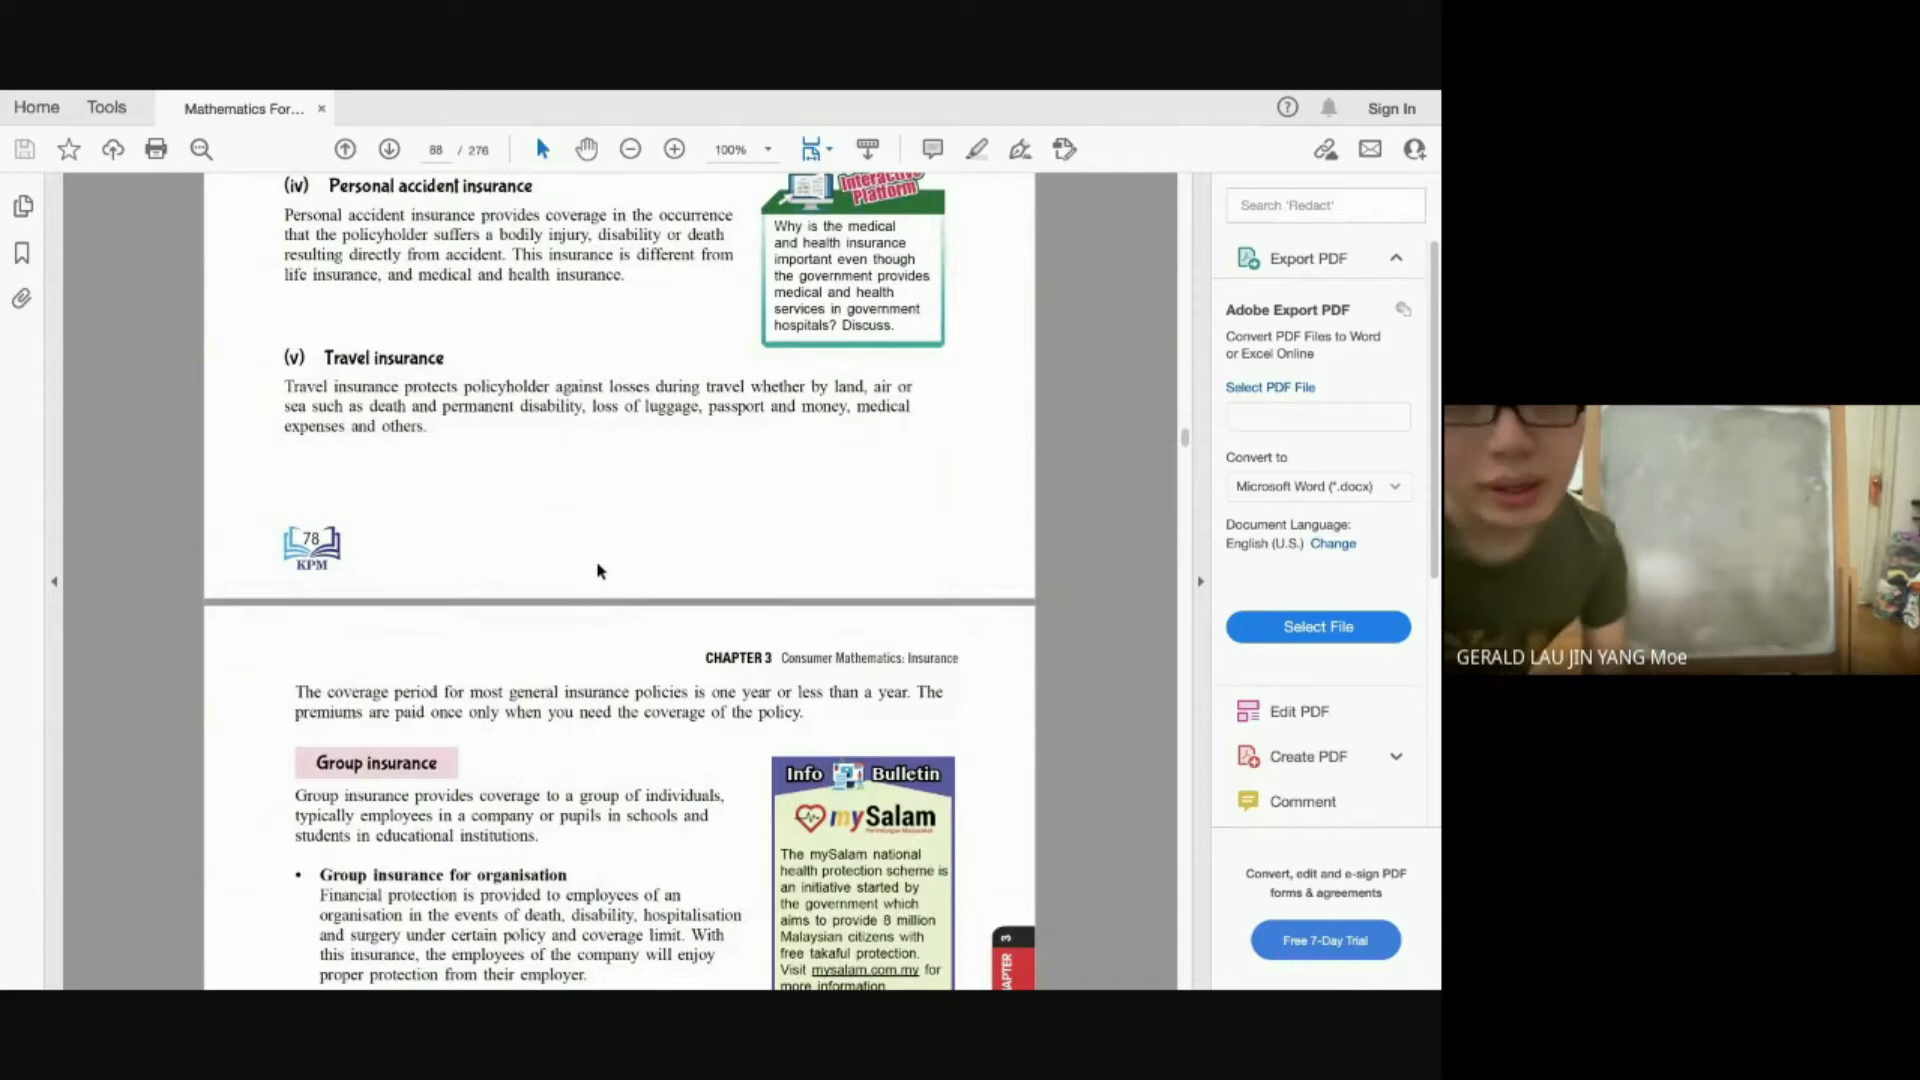 Home
Tools
Mathematics For... ×
Sign In
88 / 276
100%
(iv) Personal accident insurance
Personal accident insurance provides coverage in the occurrence
that the policyholder suffers a bodily injury, disability or death
resulting directly from accident. This insurance is different from
life insurance, and medical and health insurance.
Interactive
Platform
Why is the medical
and health insurance
important even though
the government provides
medical and health
services in government
hospitals? Discuss.
(v) Travel insurance
Travel insurance protects policyholder against losses during travel whether by land, air or
sea such as death and permanent disability, loss of luggage, passport and money, medical
expenses and others.
78
KPM
CHAPTER 3 Consumer Mathematics: Insurance
The coverage period for most general insurance policies is one year or less than a year. The
premiums are paid once only when you need the coverage of the policy.
Group insurance
Group insurance provides coverage to a group of individuals,
typically employees in a company or pupils in schools and
students in educational institutions.
• Group insurance for organisation
Financial protection is provided to employees of an
organisation in the events of death, disability, hospitalisation
and surgery under certain policy and coverage limit. With
this insurance, the employees of the company will enjoy
proper protection from their employer.
Info Bulletin
mySalam
The mySalam national
health protection scheme is
an initiative started by
the government which
aims to provide 8 million
Malaysian citizens with
free takaful protection.
Visit mysalam.com.my for
more information
3
APTER
Search 'Redact'
Export PDF
Adobe Export PDF
Convert PDF Files to Word
or Excel Online
Select PDF File
Convert to
Microsoft Word (*.docx)
Document Language:
English (U.S.) Change
Select File
Edit PDF
Create PDF
Comment
Convert, edit and e-sign PDF
forms & agreements
Free 7-Day Trial
GERALD LAU JIN YANG Moe